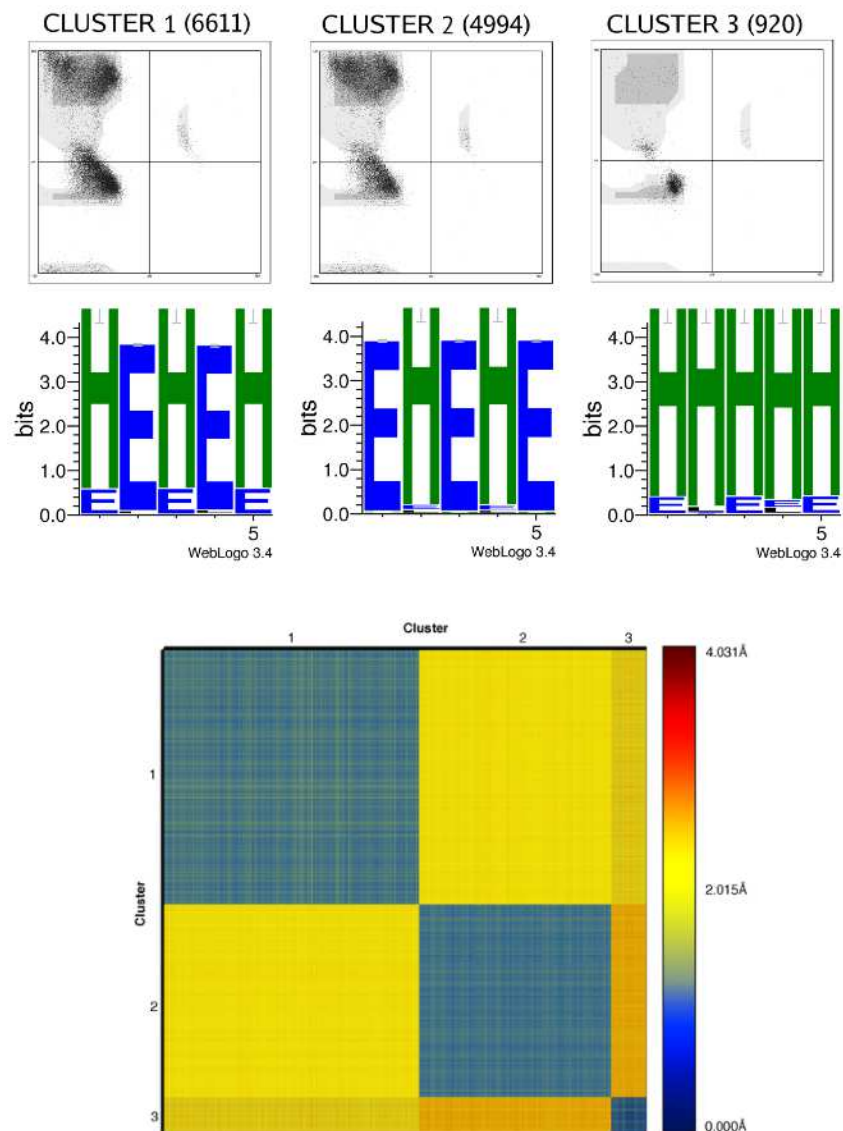 CLUSTER 1 (6611)
CLUSTER 2 (4994)
CLUSTER 3 (920)
4.0
3.0
2.0
1.0
0.0
bits
H E H E H
E E E
5
WebLogo 3.4
4.0
3.0
2.0
1.0
0.0
bits
E H E H E
5
WebLogo 3.4
4.0
3.0
2.0
1.0
0.0
bits
H H H H H
E E E
5
WebLogo 3.4
Cluster
1 2 3
Cluster
1
2
3
4.031Å
2.015Å
0.000Å